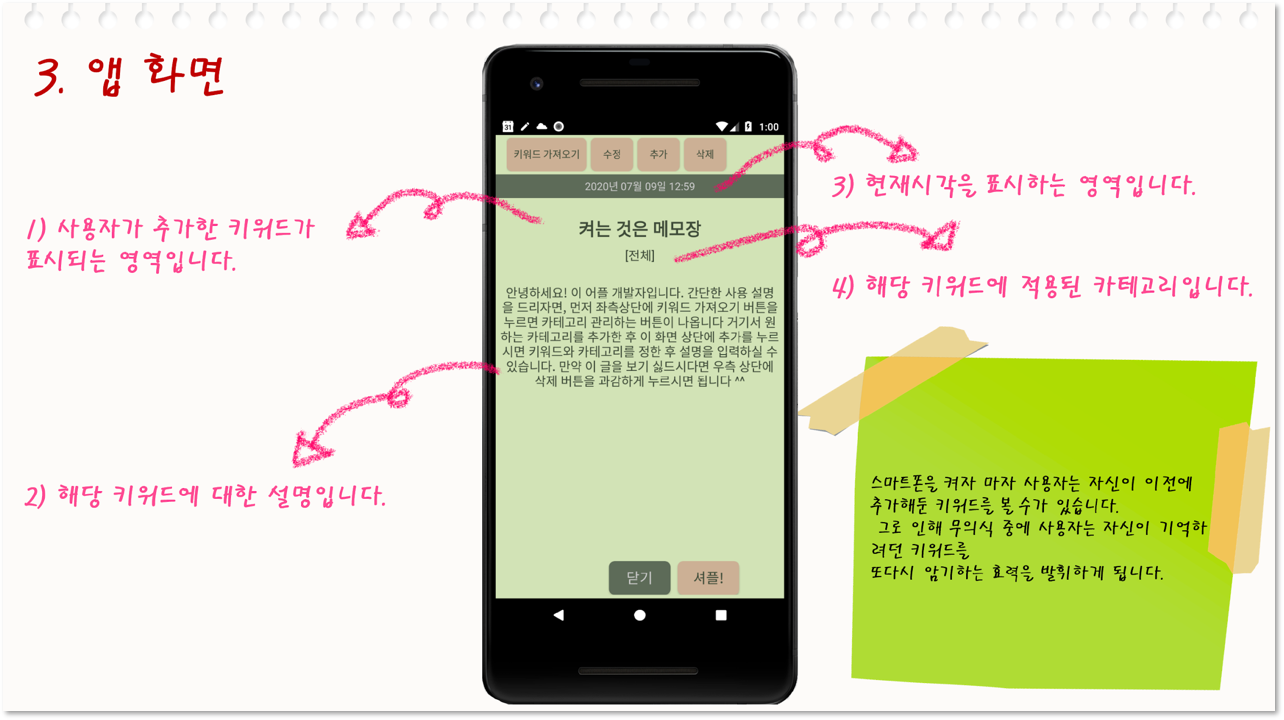 3. 앱 화면
31
1:00
키워드 가져오기
수정
추가
삭제
2020년 07월 09일 12:59
켜는 것은 메모장
[전체]
안녕하세요! 이 어플 개발자입니다. 간단한 사용 설명
을 드리자면, 먼저 좌측상단에 키워드 가져오기 버튼을
누르면 카테고리 관리하는 버튼이 나옵니다 거기서 원
하는 카테고리를 추가한 후 이 화면 상단에 추가를 누르
시면 키워드와 카테고리를 정한 후 설명을 입력하실 수
있습니다. 만약 이 글을 보기 싫드시다면 우측 상단에
삭제 버튼을 과감하게 누르시면 됩니다 ^^
닫기
셔플!
1) 사용자가 추가한 키워드가
표시되는 영역입니다.
2) 해당 키워드에 대한 설명입니다.
3) 현재시각을 표시하는 영역입니다.
4) 해당 키워드에 적용된 카테고리입니다.
스마트폰을 켜자 마자 사용자는 자신이 이전에
추가해둔 키워드를 볼 수가 있습니다.
그로 인해 무의식 중에 사용자는 자신이 기억하
려던 키워드를
또다시 암기하는 효력을 발휘하게 됩니다.